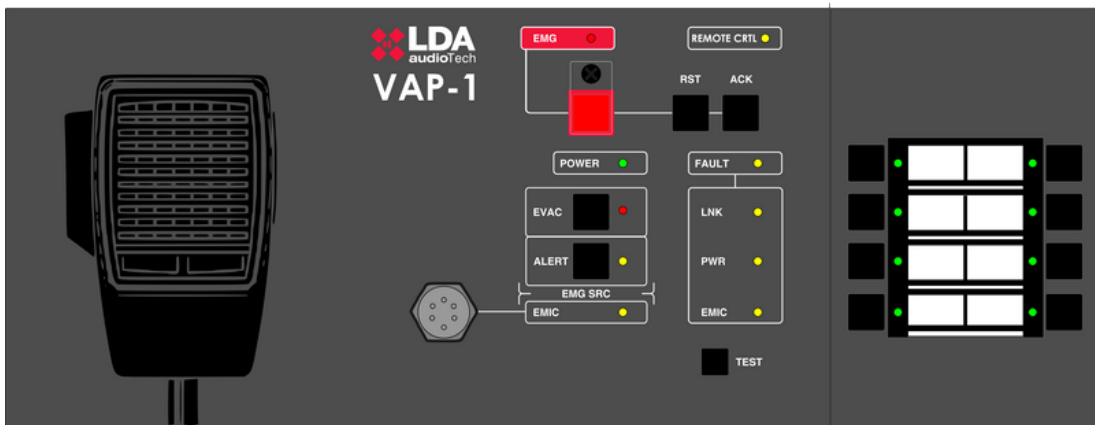 LDA
audioTech
VAP-1
EMG
REMOTE CRTL
RST
ACK
POWER
FAULT
EVAC
LNK
ALERT
PWR
EMG SRC
EMIC
EMIC
TEST